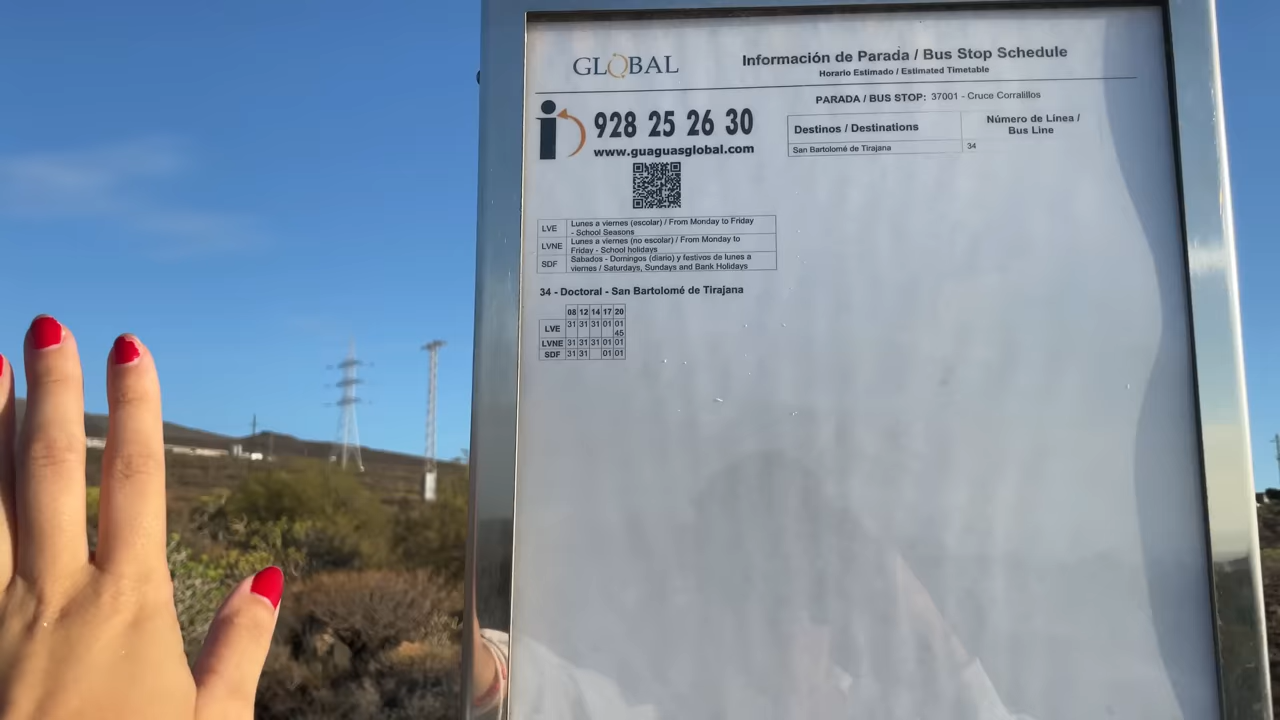 GLOBAL
Información de Parada / Bus Stop Schedule
Horario Estimado / Estimated Timetable
PARADA / BUS STOP: 37001 - Cruce Corralillos
928 25 26 30
www.guaguasglobal.com
Destinos / Destinations Número de Línea / Bus Line
San Bartolomé de Tirajana 34
LVE Lunes a viernes (escolar) / From Monday to Friday
- School Seasons
LVNE Lunes a viernes (no escolar) / From Monday to
Friday - School holidays
SDF Sabados - Domingos (diario) y festivos de lunes a
viernes / Saturdays, Sundays and Bank Holidays
34 - Doctoral - San Bartolomé de Tirajana
08 12 14 17 20
LVE 31 31 31 01 01
45
LVNE 31 31 31 01 01
SDF 31 31 01 01